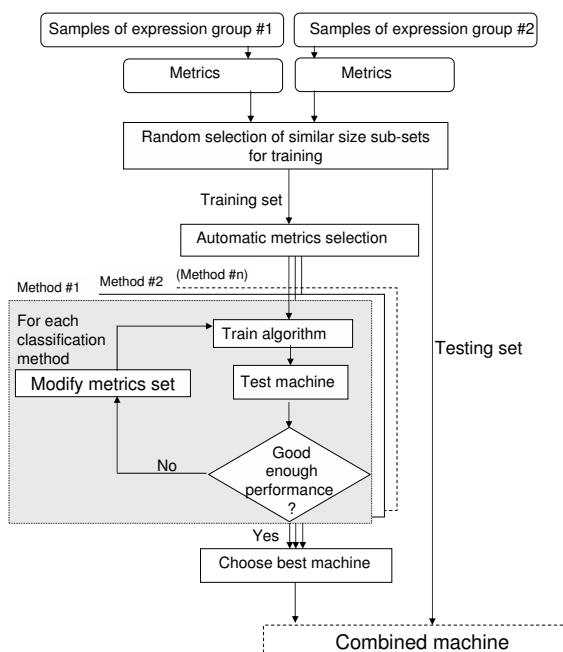 Samples of expression group #1
Samples of expression group #2
Metrics
Metrics
Random selection of similar size sub-sets
for training
Training set
Automatic metrics selection
Method #1
Method #2
(Method #n)
For each
classification
method
Train algorithm
Testing set
Modify metrics set
Test machine
Good
enough
performance
?
No
Yes
Choose best machine
Combined machine